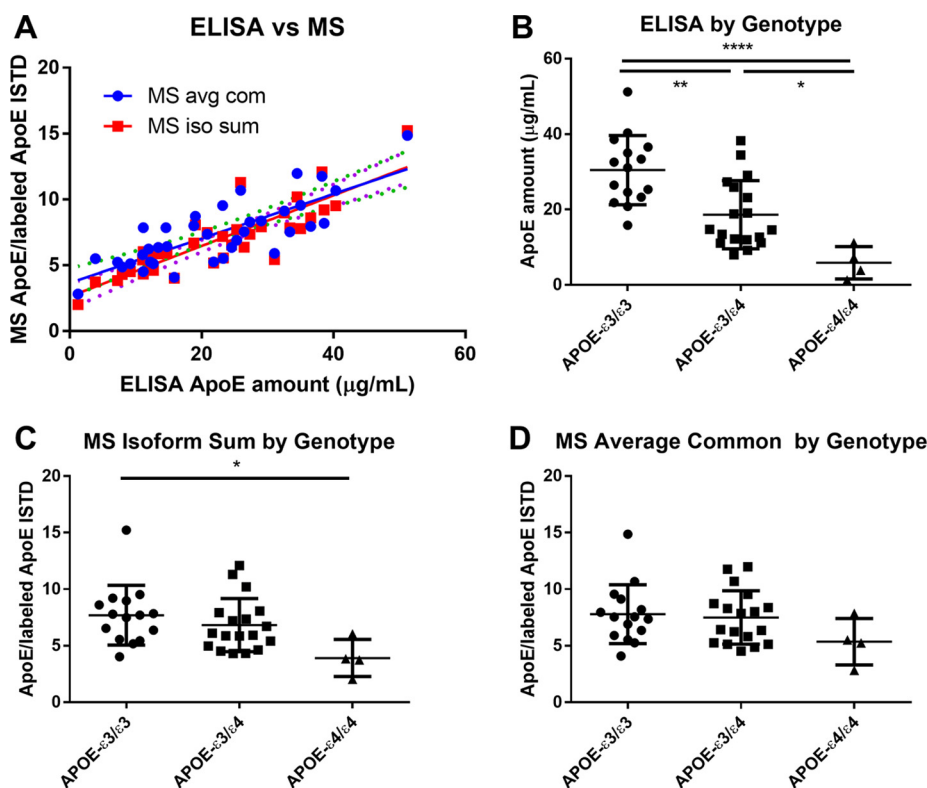 A
ELISA vs MS
MS ApoE/labeled ApoE ISTD
20
15
10
5
0
MS avg com
MS iso sum
0
20
40
60
ELISA ApoE amount (µg/mL)
B
ELISA by Genotype
ApoE amount (µg/mL)
60
40
20
0
****
**
*
APOE-ε3/ε3
APOE-ε3/ε4
APOE-ε4/ε4
C
MS Isoform Sum by Genotype
ApoE/labeled ApoE ISTD
20
15
10
5
0
*
APOE-ε3/ε3
APOE-ε3/ε4
APOE-ε4/ε4
D
MS Average Common by Genotype
ApoE/labeled ApoE ISTD
20
15
10
5
0
APOE-ε3/ε3
APOE-ε3/ε4
APOE-ε4/ε4